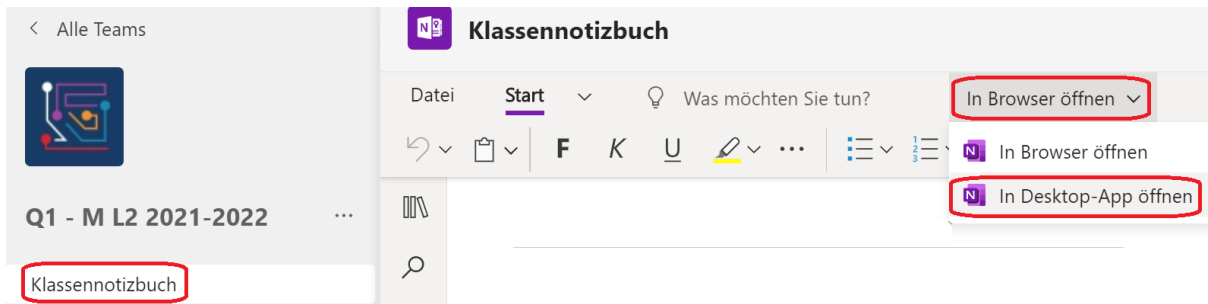 Alle Teams
Klassennotizbuch
Datei Start Was möchten Sie tun? In Browser öffnen
F K U
In Browser öffnen
In Desktop-App öffnen
Q1 - M L2 2021-2022 ...
Klassennotizbuch